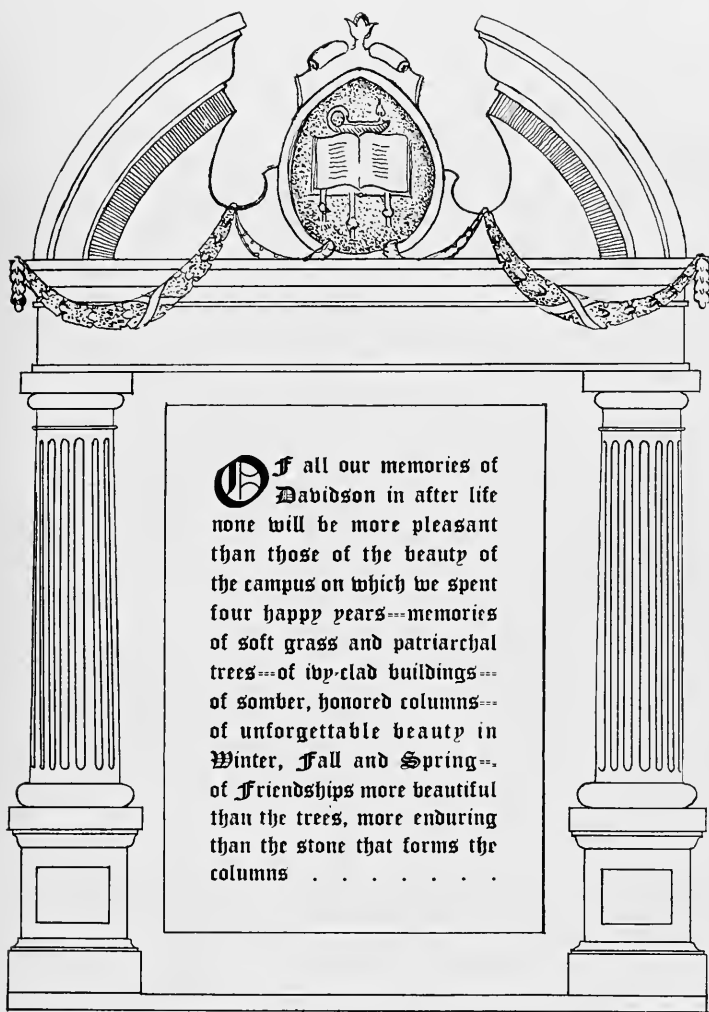 OF all our memories of
Davidson in after life
none will be more pleasant
than those of the beauty of
the campus on which we spent
four happy years---memories
of soft grass and patriarchal
trees---of ivy-clad buildings---
of somber, honored columns---
of unforgettable beauty in
Winter, Fall and Spring---
of Friendships more beautiful
than the trees, more enduring
than the stone that forms the
columns . . . . . . .